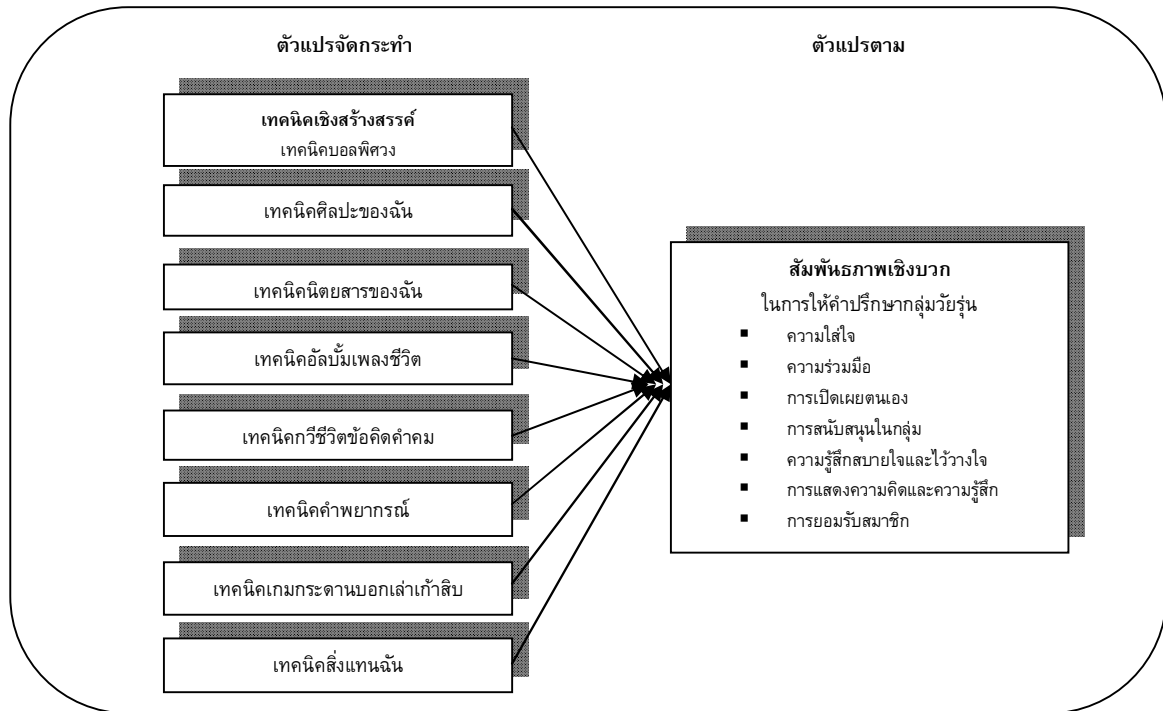 ตัวแปรจัดกระทำ
ตัวแปรตาม
เทคนิคเชิงสร้างสรรค์
เทคนิคบอลพิศวง
เทคนิคศิลปะของฉัน
เทคนิคนิตยสารของฉัน
เทคนิคอัลบั้มเพลงชีวิต
เทคนิคกวีชีวิตข้อคิดคำคม
เทคนิคคำพยากรณ์
เทคนิคเกมกระดานบอกเล่าเก้าสิบ
เทคนิคสิ่งแทนฉัน
สัมพันธภาพเชิงบวก
ในการให้คำปรึกษากลุ่มวัยรุ่น
▪ ความใส่ใจ
▪ ความร่วมมือ
▪ การเปิดเผยตนเอง
▪ การสนับสนุนในกลุ่ม
▪ ความรู้สึกสบายใจและไว้วางใจ
▪ การแสดงความคิดและความรู้สึก
▪ การยอมรับสมาชิก